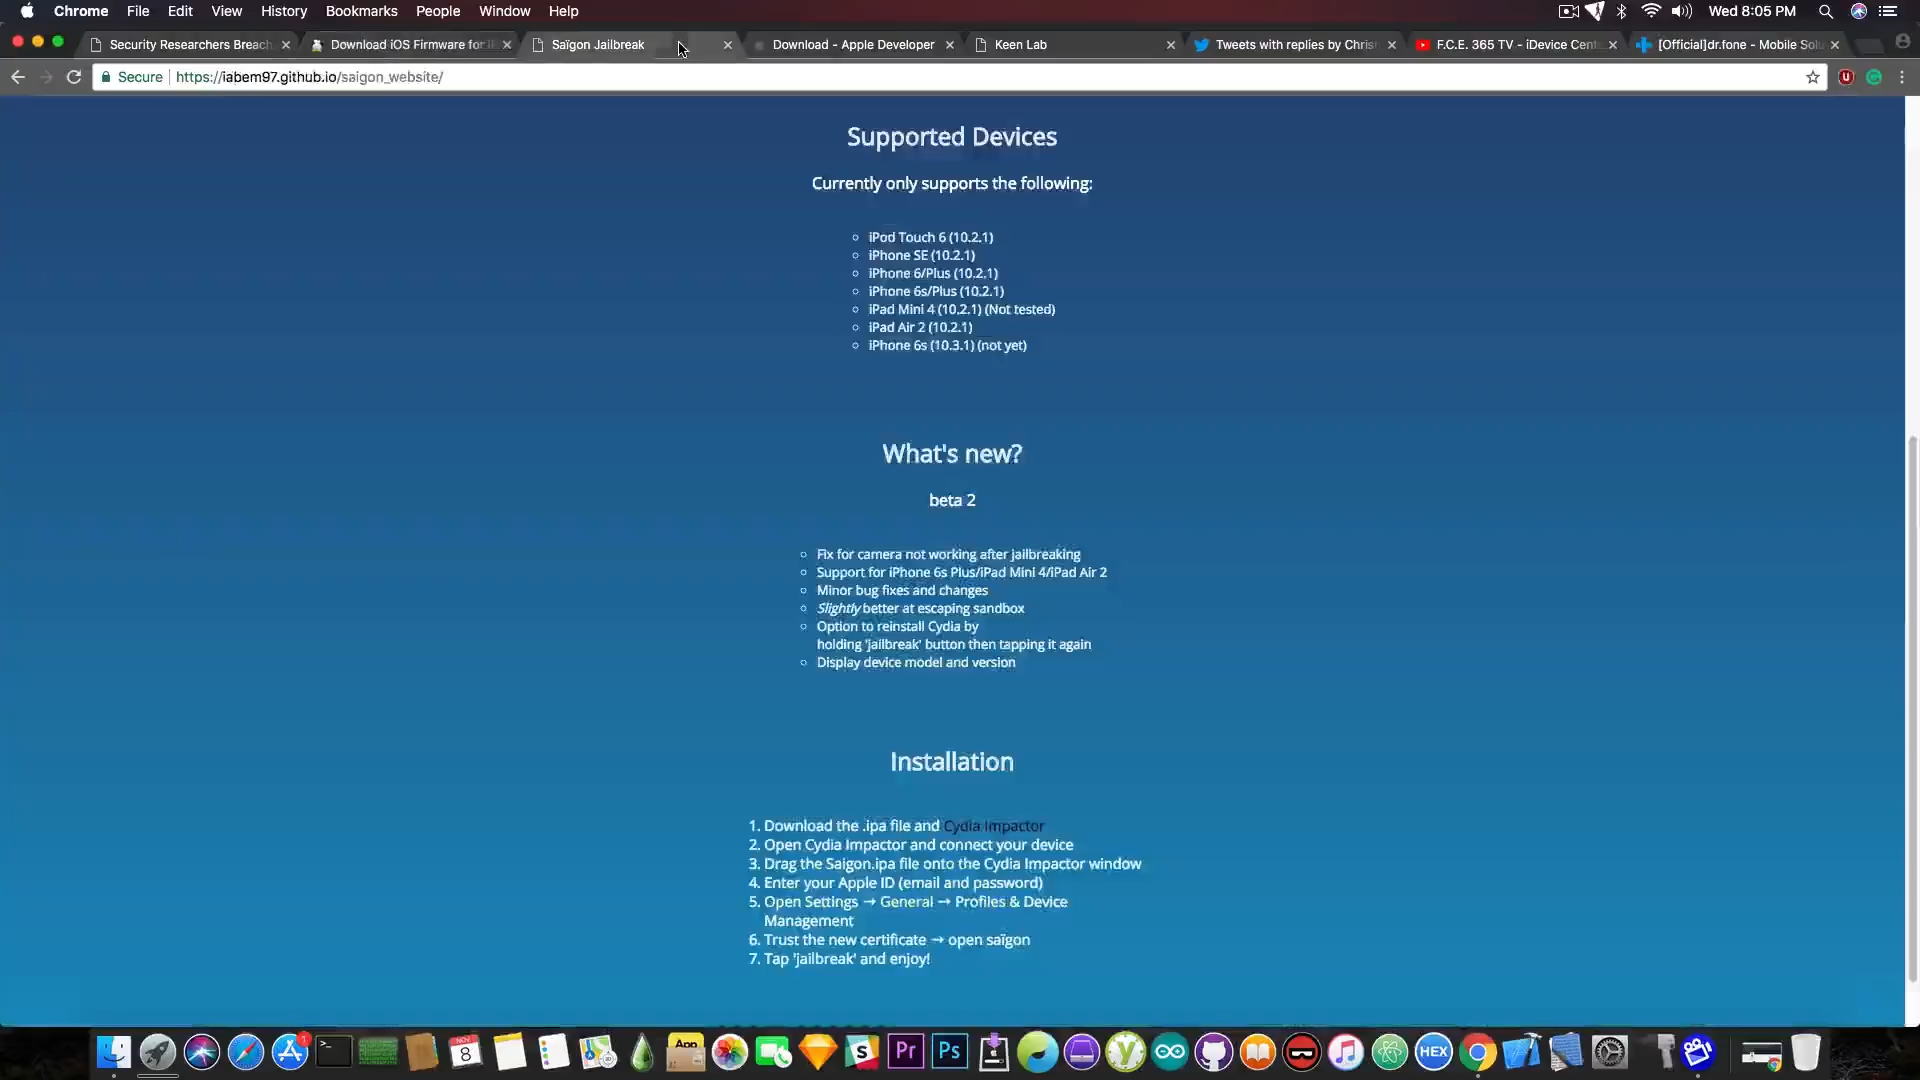 Chrome File Edit View History Bookmarks People Window Help Wed 8:05 PM
Security Researchers Breach Download iOS Firmware for Saïgon Jailbreak Download - Apple Developer Keen Lab Tweets with replies by Chris F.C.E. 365 TV - iDevice Cent [Official]dr.fone - Mobile Solu
Secure https://iabem97.github.io/saigon_website/
Supported Devices
Currently only supports the following:
iPod Touch 6 (10.2.1)
iPhone SE (10.2.1)
iPhone 6/Plus (10.2.1)
iPhone 6s/Plus (10.2.1)
iPad Mini 4 (10.2.1) (Not tested)
iPad Air 2 (10.2.1)
iPhone 6s (10.3.1) (not yet)
What's new?
beta 2
Fix for camera not working after jailbreaking
Support for iPhone 6s Plus/iPad Mini 4/iPad Air 2
Minor bug fixes and changes
Slightly better at escaping sandbox
Option to reinstall Cydia by
holding 'jailbreak' button then tapping it again
Display device model and version
Installation
1. Download the .ipa file and Cydia Impactor
2. Open Cydia Impactor and connect your device
3. Drag the Saigon.ipa file onto the Cydia Impactor window
4. Enter your Apple ID (email and password)
5. Open Settings → General → Profiles & Device
Management
6. Trust the new certificate → open saïgon
7. Tap 'jailbreak' and enjoy!
1 NOV 8 App S Pr Ps HEX